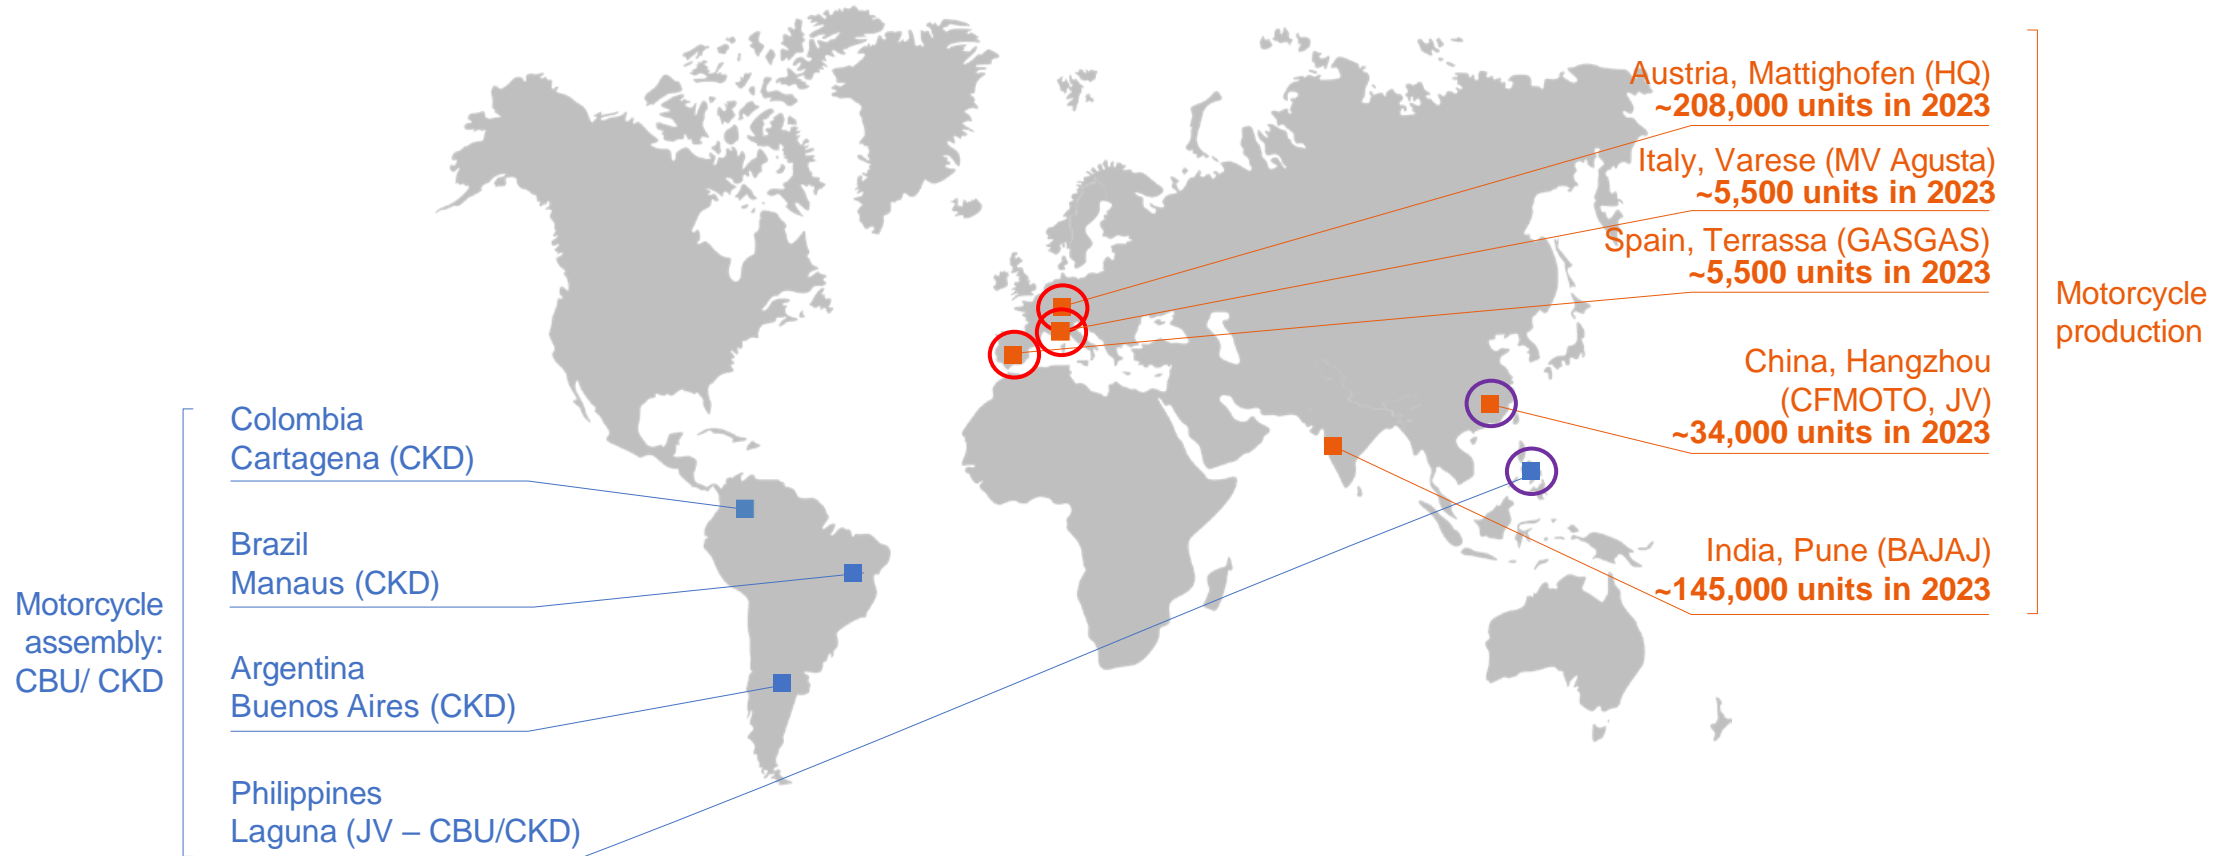 Motorcycle
assembly:
CBU/ CKD
Colombia
Cartagena (CKD)
Brazil
Manaus (CKD)
Argentina
Buenos Aires (CKD)
Philippines
Laguna (JV – CBU/CKD)
Austria, Mattighofen (HQ)
~208,000 units in 2023
Italy, Varese (MV Agusta)
~5,500 units in 2023
Spain, Terrassa (GASGAS)
~5,500 units in 2023
China, Hangzhou
(CFMOTO, JV)
~34,000 units in 2023
India, Pune (BAJAJ)
~145,000 units in 2023
Motorcycle
production